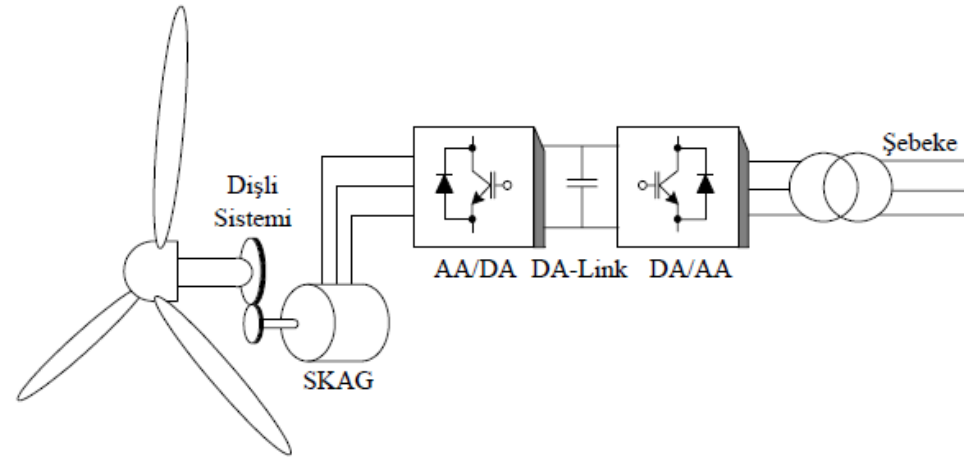 Şebeke
Dişli
Sistemi
AA/DA
DA-Link
DA/AA
SKAG